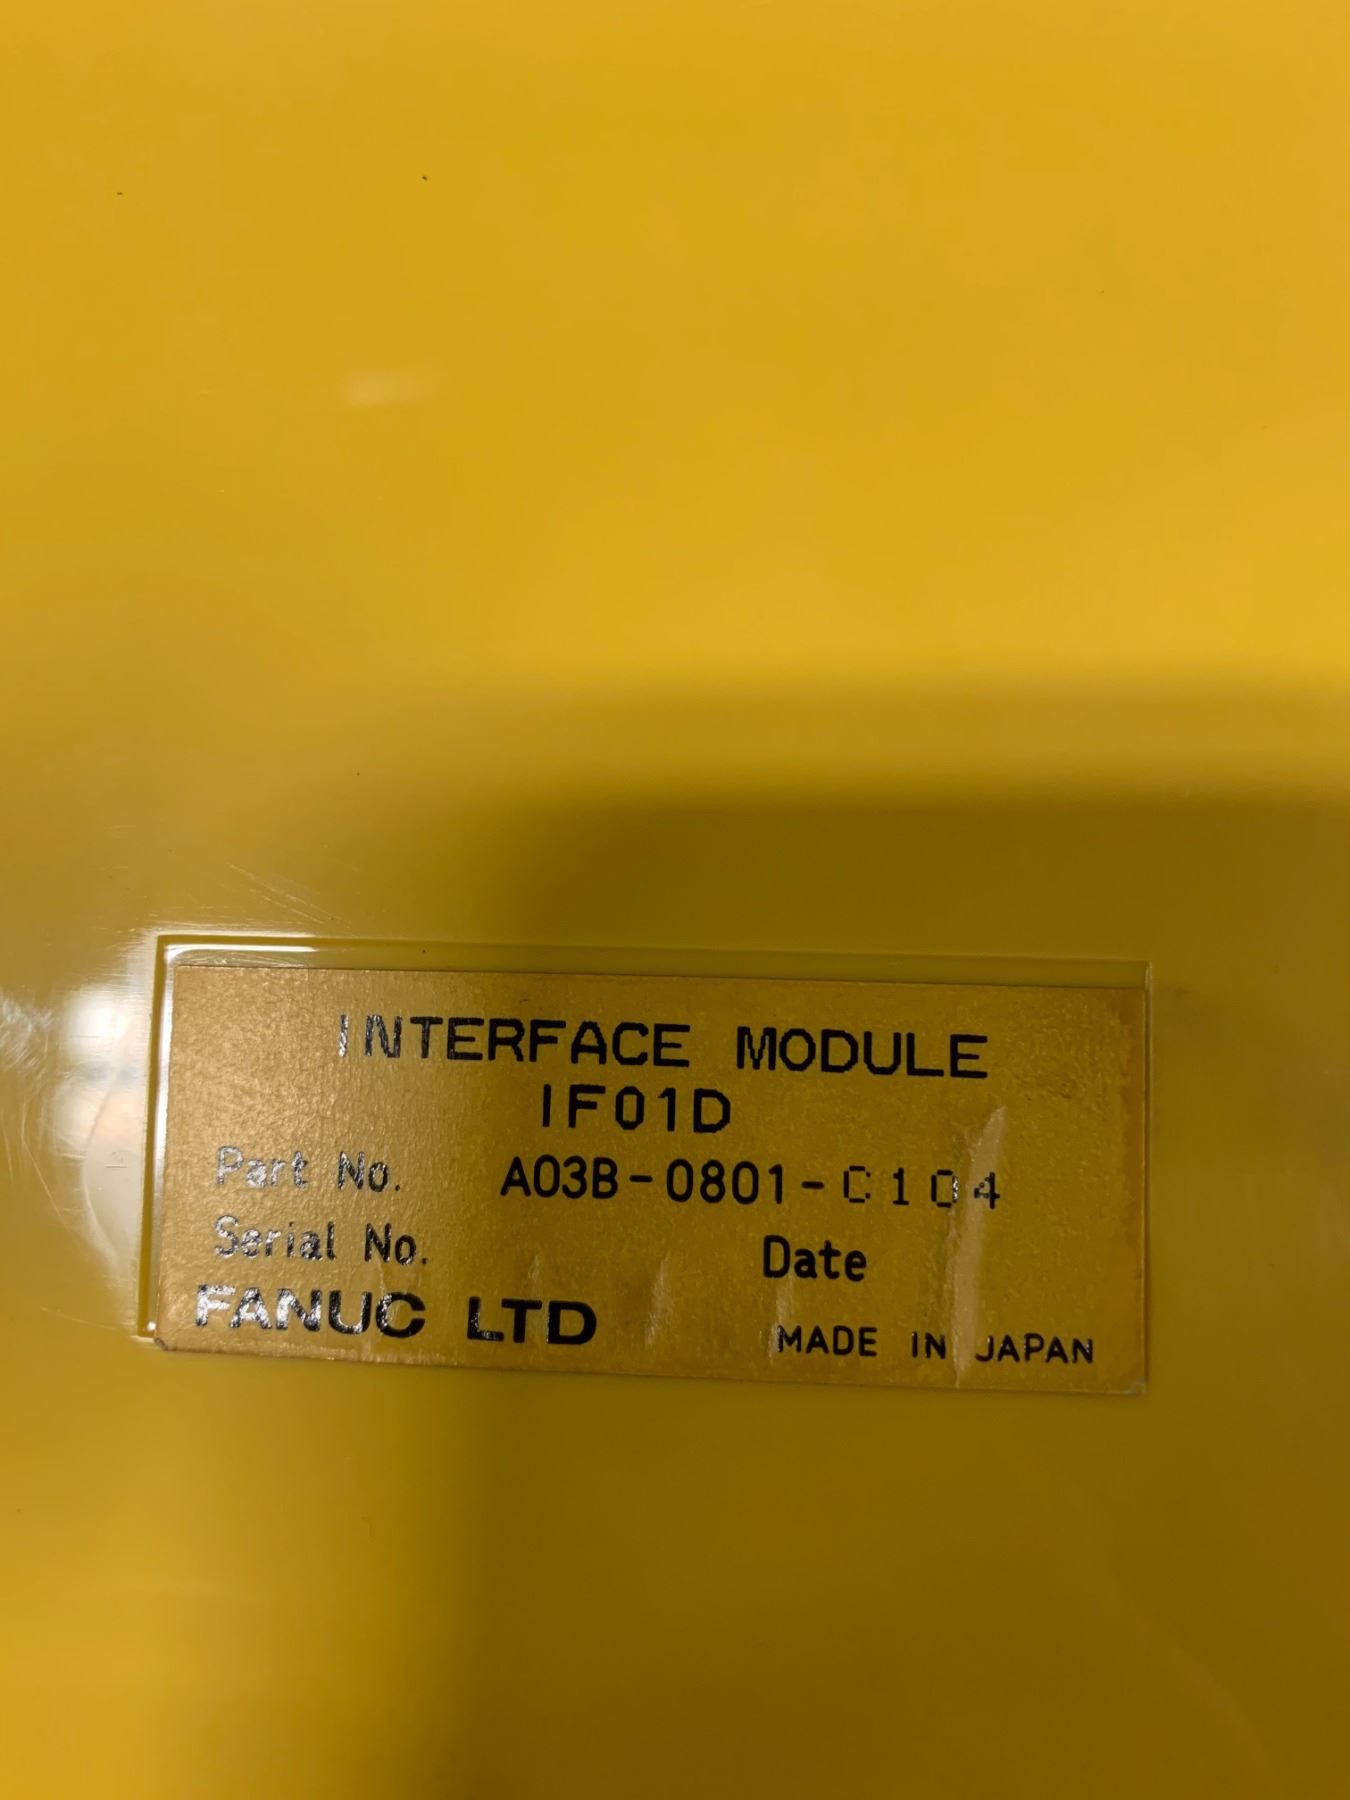 INTERFACE MODULE
IF01D
Part No. A03B-0801-C104
Serial No. Date
FANUC LTD MADE IN JAPAN